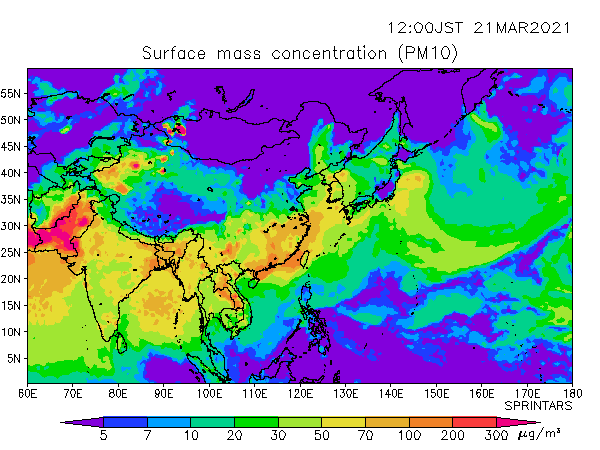 12:00JST 21MAR2021
Surface mass concentration (PM10)
55N
50N
45N
40N
35N
30N
25N
20N
15N
10N
5N
60E 70E 80E 90E 100E 110E 120E 130E 140E 150E 160E 170E 180
SPRINTARS
5 7 10 20 30 50 70 100 200 300 μg/m³